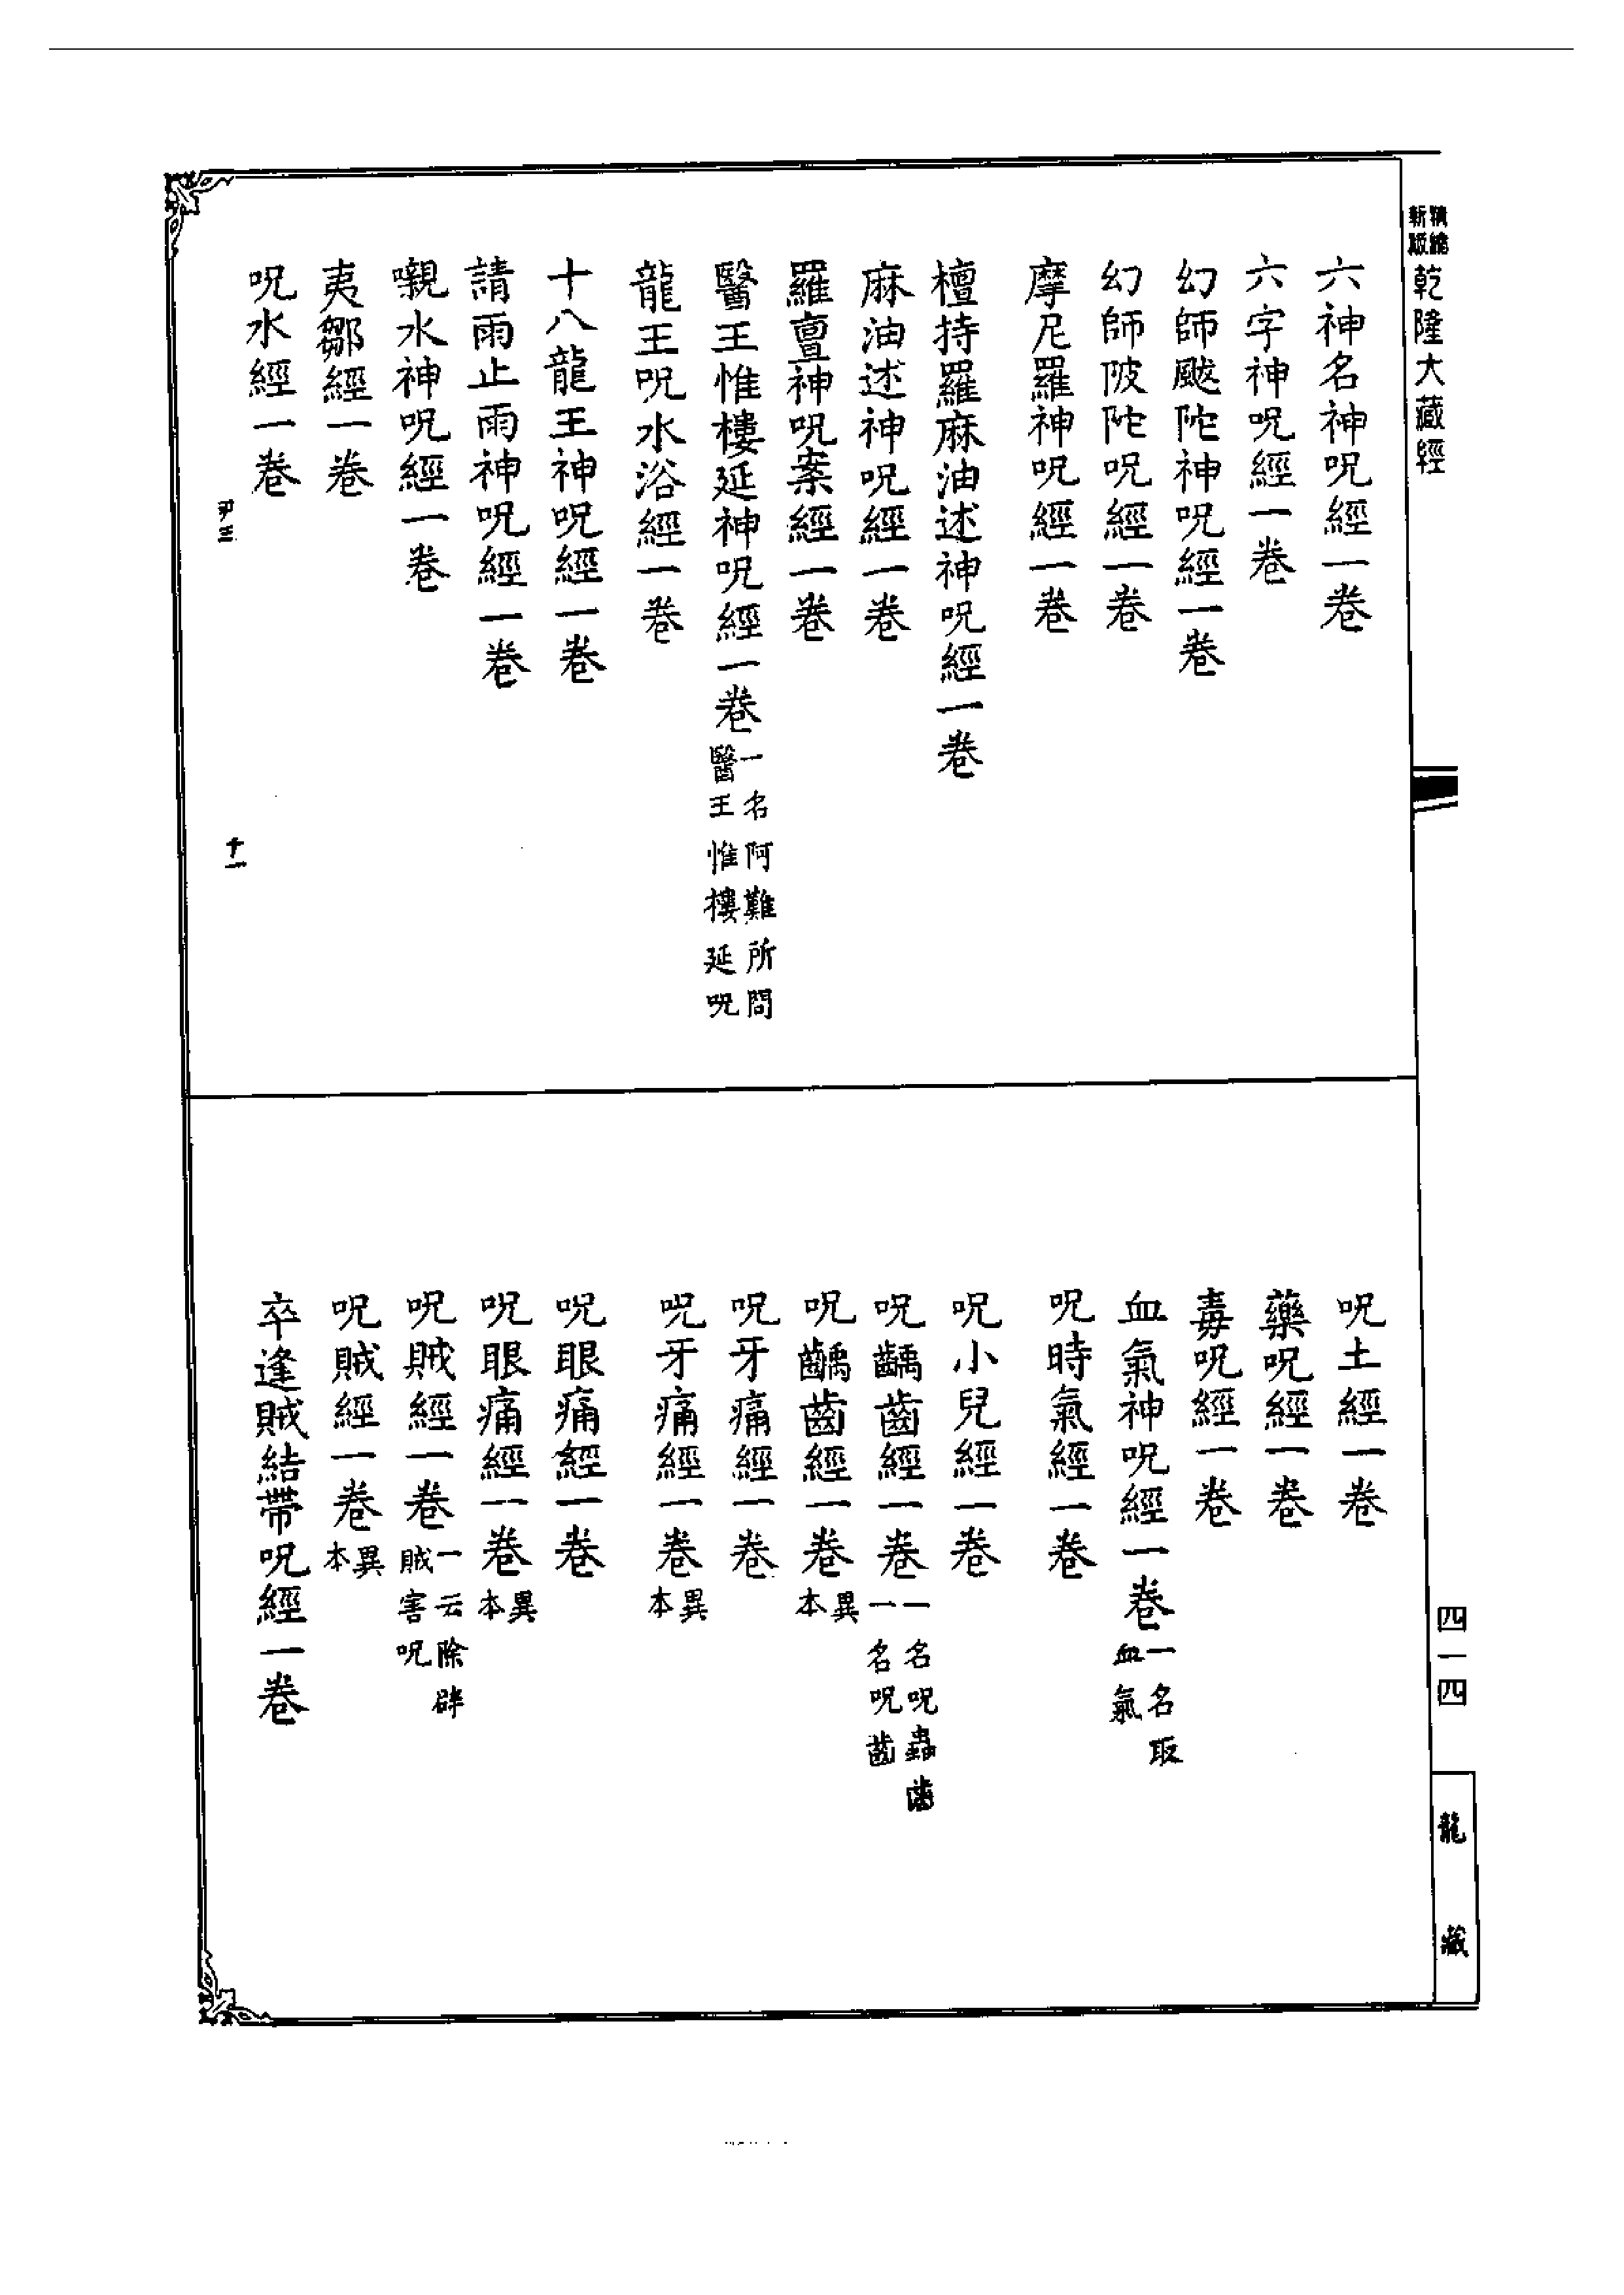 精縮新版乾隆大藏經
六神名神呪經一卷
六字神呪經一卷
幻師颰陀神呪經一卷
幻師陂陀呪經一卷
摩尼羅神呪經一卷
檀持羅麻油述神呪經一卷
麻油述神呪經一卷
羅亶神呪案經一卷
醫王惟樓延神呪經一卷一名阿難所問醫王惟樓延呪
龍王呪水浴經一卷
十八龍王神呪經一卷
請雨止雨神呪經一卷
嚫水神呪經一卷
夷鄒經一卷
呪水經一卷
尹三
十一
呪土經一卷
藥呪經一卷
毒呪經一卷
血氣神呪經一卷一名取血氣
呪時氣經一卷
呪小兒經一卷
呪齲齒經一卷一名呪蟲齒一名呪齒
呪齲齒經一卷異本
呪牙痛經一卷
呪牙痛經一卷異本
呪眼痛經一卷
呪眼痛經一卷異本
呪賊經一卷一云除辟賊害呪
呪賊經一卷異本
卒逢賊結帶呪經一卷
四一四
龍藏